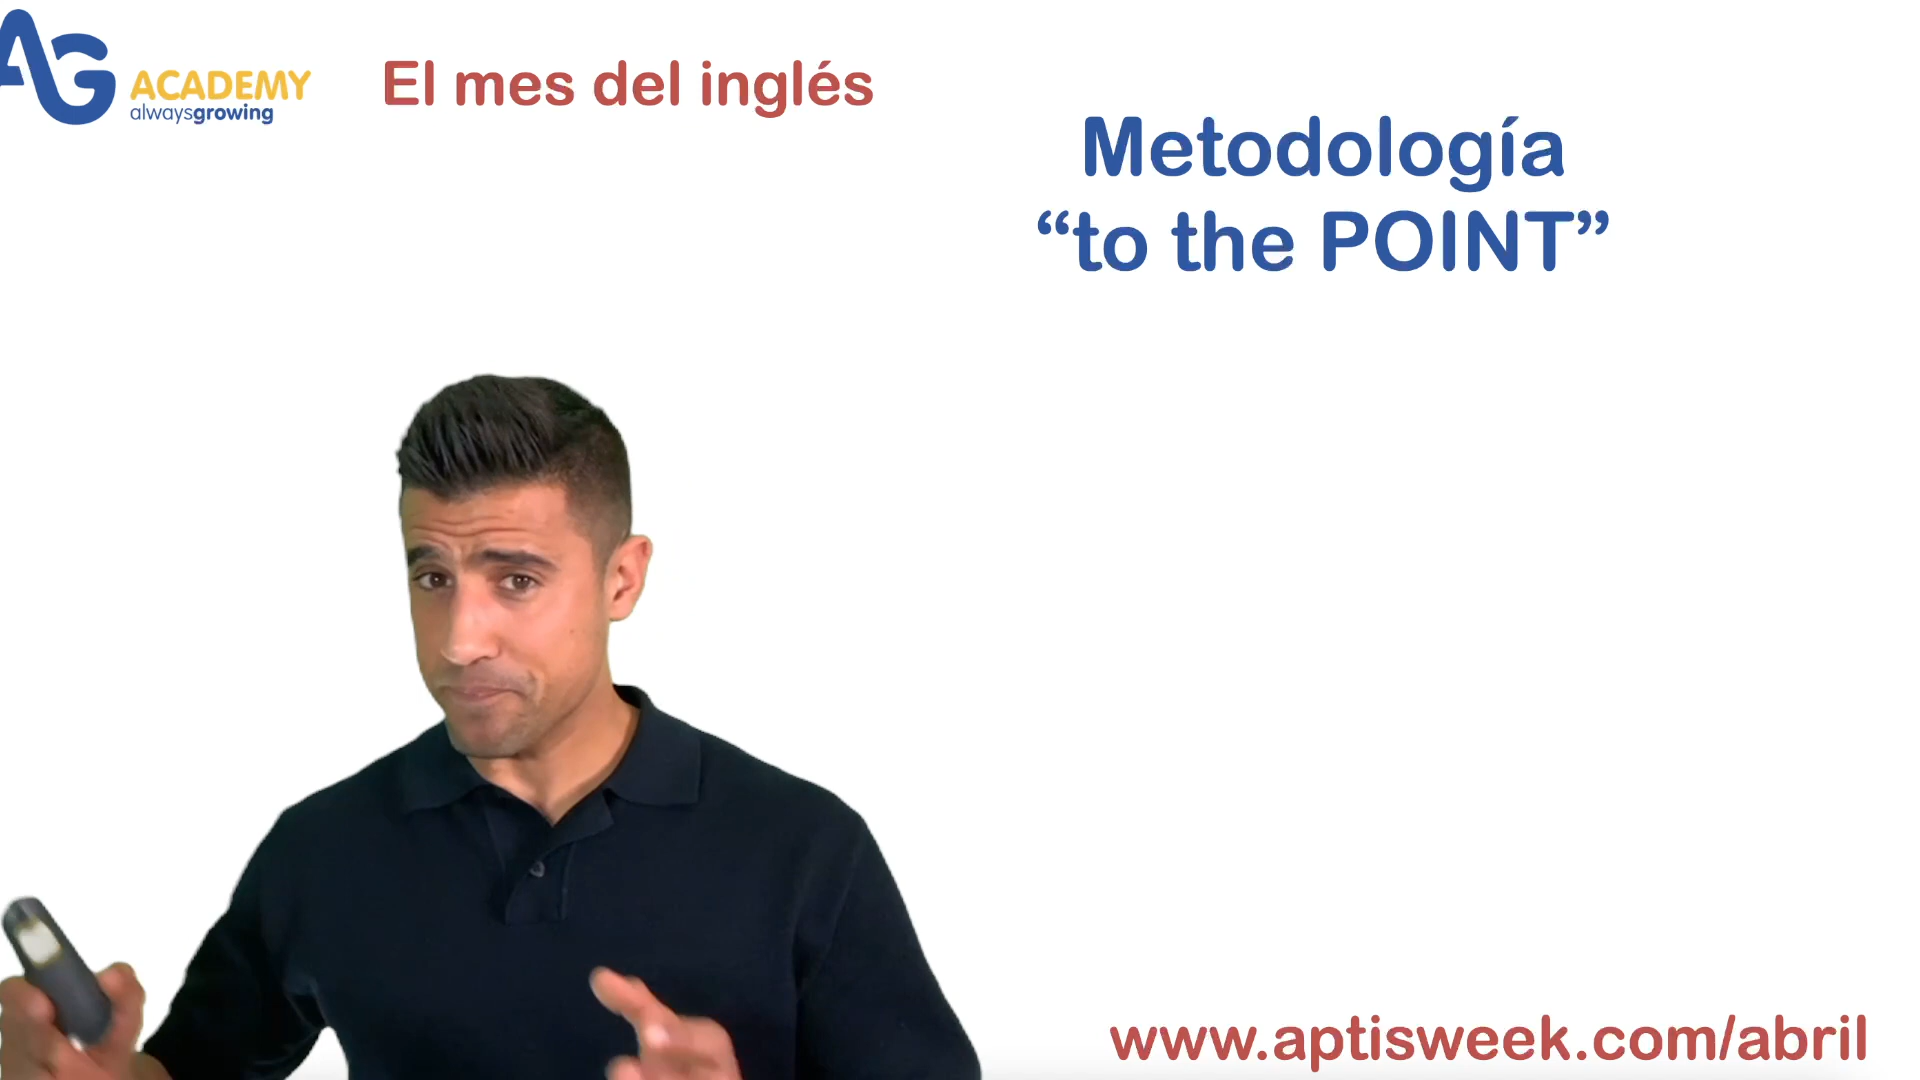 AG ACADEMY
alwaysgrowing
El mes del inglés
Metodología
“to the POINT”
www.aptisweek.com/abril